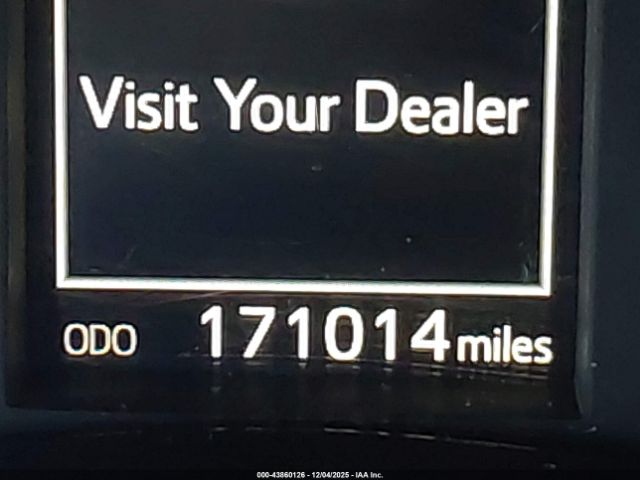 Visit Your Dealer
ODO 171014 miles
000-43860126 - 12/04/2025 - IAA Inc.